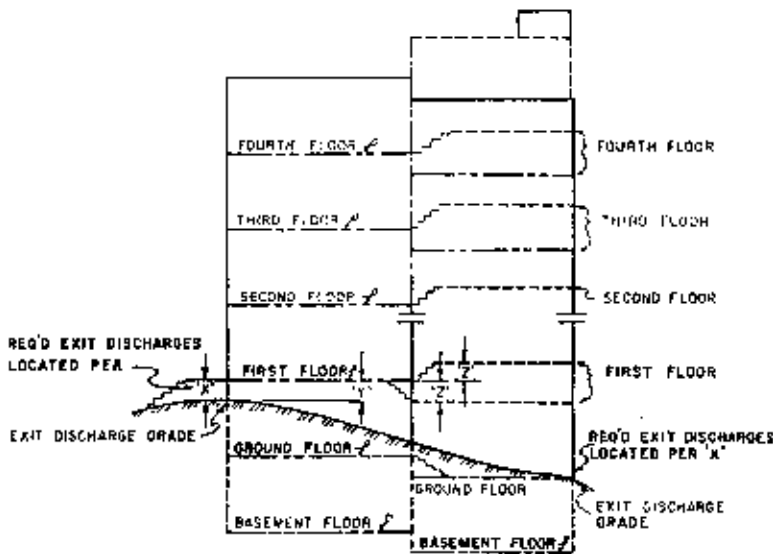 FOURTH FLOOR ℓ
FOURTH FLOOR
THIRD FLOOR ℓ
THIRD FLOOR
SECOND FLOOR ℓ
SECOND FLOOR
REQ'D EXIT DISCHARGES
LOCATED PER
FIRST FLOOR ℓ
FIRST FLOOR
'X'
'Y'
'Z'
'Z'
EXIT DISCHARGE GRADE
GROUND FLOOR ℓ
GROUND FLOOR
REQ'D EXIT DISCHARGES
LOCATED PER 'X'
EXIT DISCHARGE
GRADE
BASEMENT FLOOR ℓ
BASEMENT FLOOR ℓ